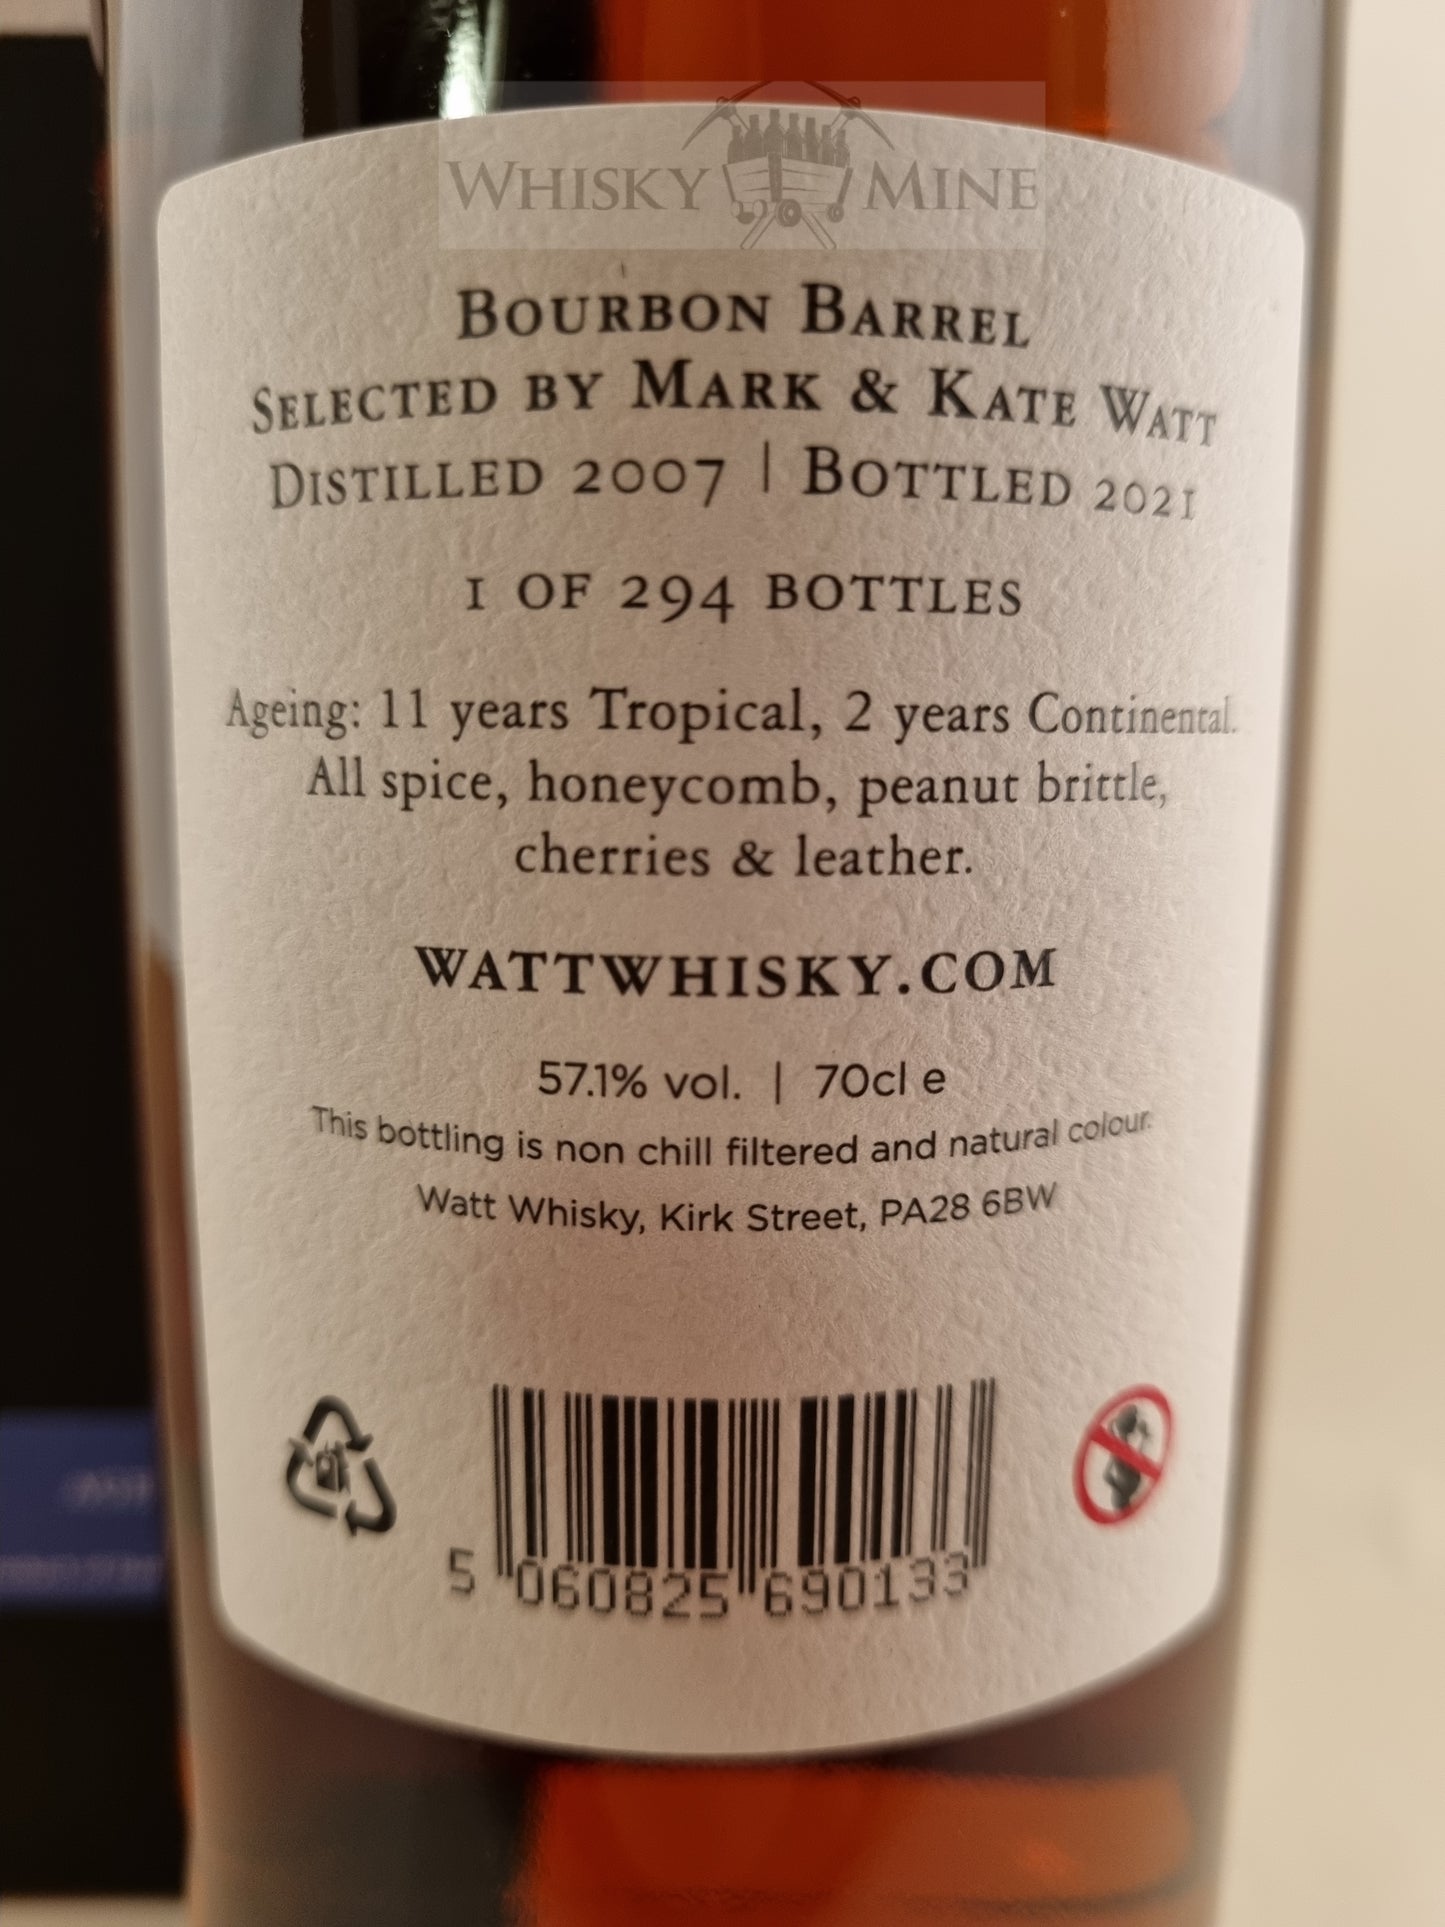 WHISKY MINE
BOURBON BARREL
SELECTED BY MARK & KATE WATT
DISTILLED 2007 | BOTTLED 2021
1 OF 294 BOTTLES
Ageing: 11 years Tropical, 2 years Continental.
All spice, honeycomb, peanut brittle,
cherries & leather.
WATTWHISKY.COM
57.1% vol. | 70cl e
This bottling is non chill filtered and natural colour.
Watt Whisky, Kirk Street, PA28 6BW
5 060825 690133